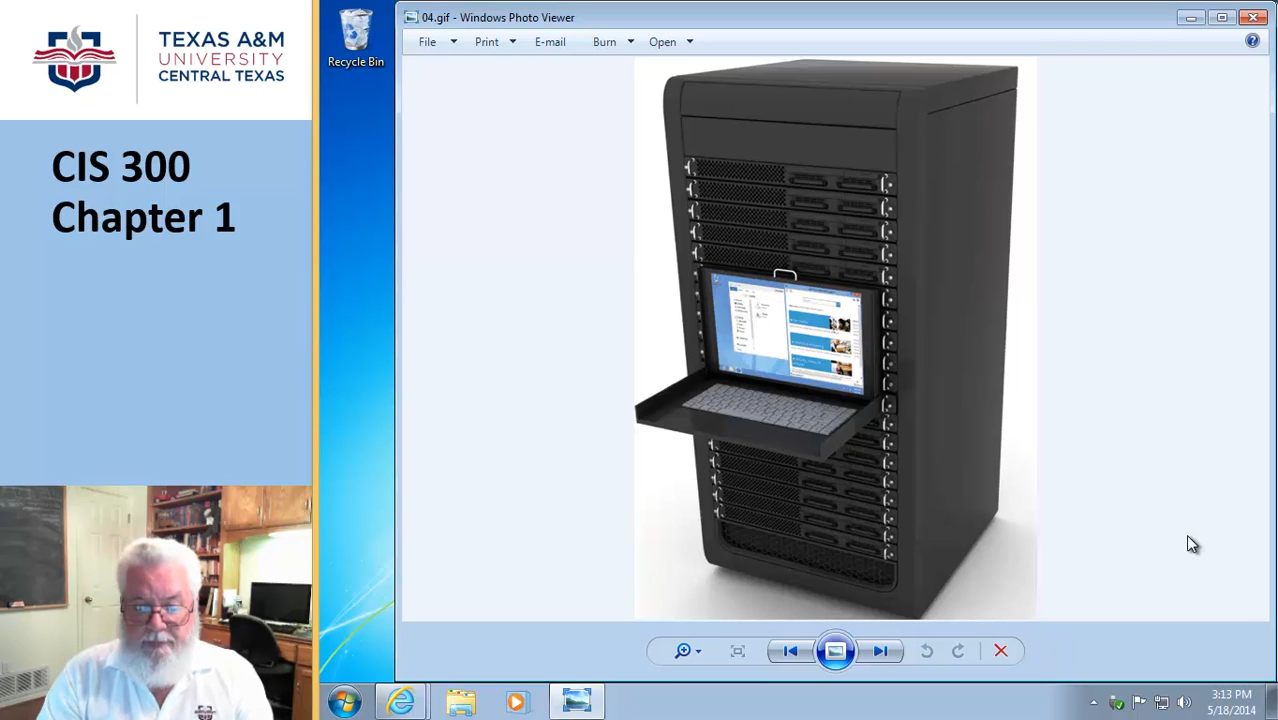 TEXAS A&M
UNIVERSITY
CENTRAL TEXAS
CIS 300
Chapter 1
Recycle Bin
04.gif - Windows Photo Viewer
File
Print
E-mail
Burn
Open
3:13 PM
5/18/2014